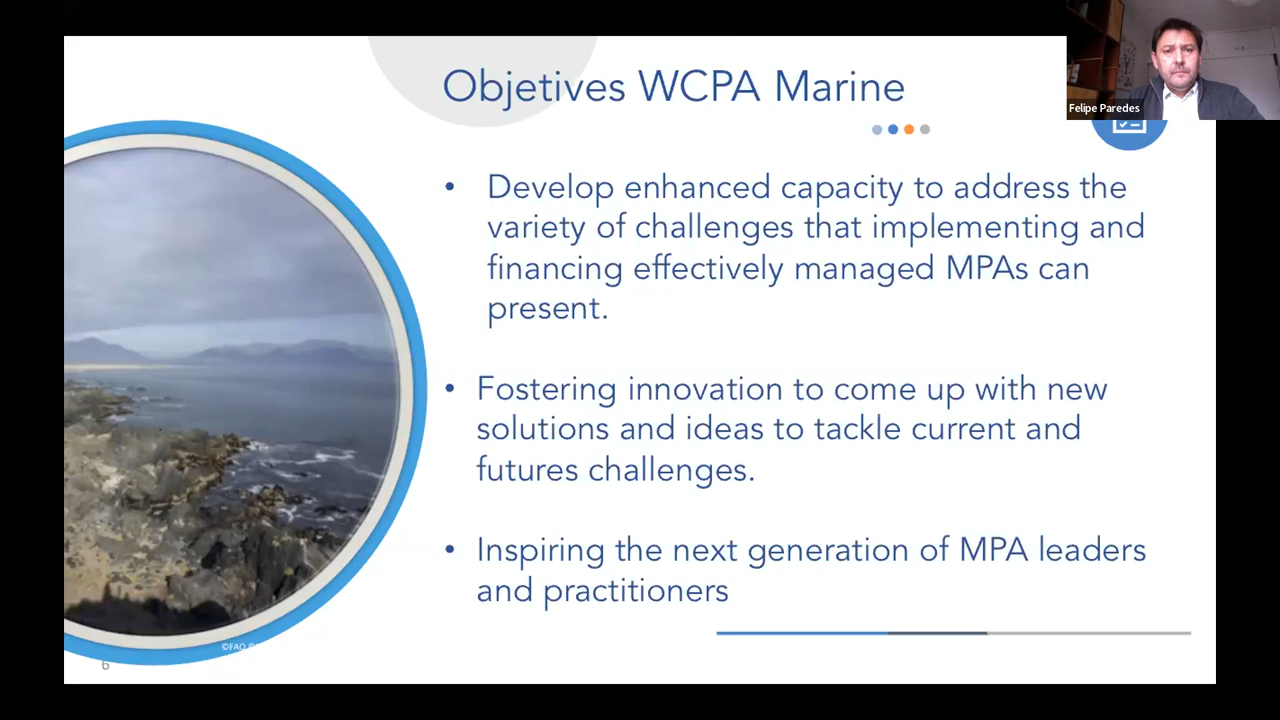 Objetives WCPA Marine
Felipe Paredes
• Develop enhanced capacity to address the
variety of challenges that implementing and
financing effectively managed MPAs can
present.
• Fostering innovation to come up with new
solutions and ideas to tackle current and
futures challenges.
• Inspiring the next generation of MPA leaders
and practitioners
©FAO
6